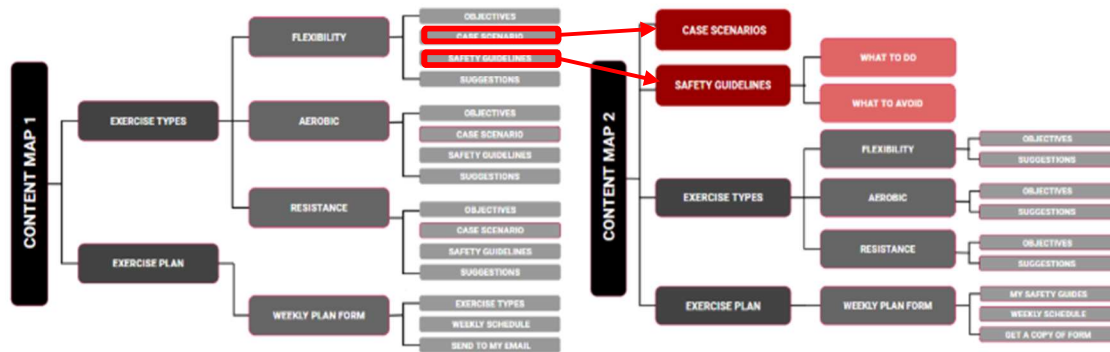 CONTENT MAP 1
EXERCISE TYPES
FLEXIBILITY
OBJECTIVES
CASE SCENARIO
SAFETY GUIDELINES
SUGGESTIONS
AEROBIC
OBJECTIVES
CASE SCENARIO
SAFETY GUIDELINES
SUGGESTIONS
RESISTANCE
OBJECTIVES
CASE SCENARIO
SAFETY GUIDELINES
SUGGESTIONS
EXERCISE PLAN
WEEKLY PLAN FORM
EXERCISE TYPES
WEEKLY SCHEDULE
SEND TO MY EMAIL
CONTENT MAP 2
CASE SCENARIOS
SAFETY GUIDELINES
WHAT TO DO
WHAT TO AVOID
EXERCISE TYPES
FLEXIBILITY
OBJECTIVES
SUGGESTIONS
AEROBIC
OBJECTIVES
SUGGESTIONS
RESISTANCE
OBJECTIVES
SUGGESTIONS
EXERCISE PLAN
WEEKLY PLAN FORM
MY SAFETY GUIDES
WEEKLY SCHEDULE
GET A COPY OF FORM